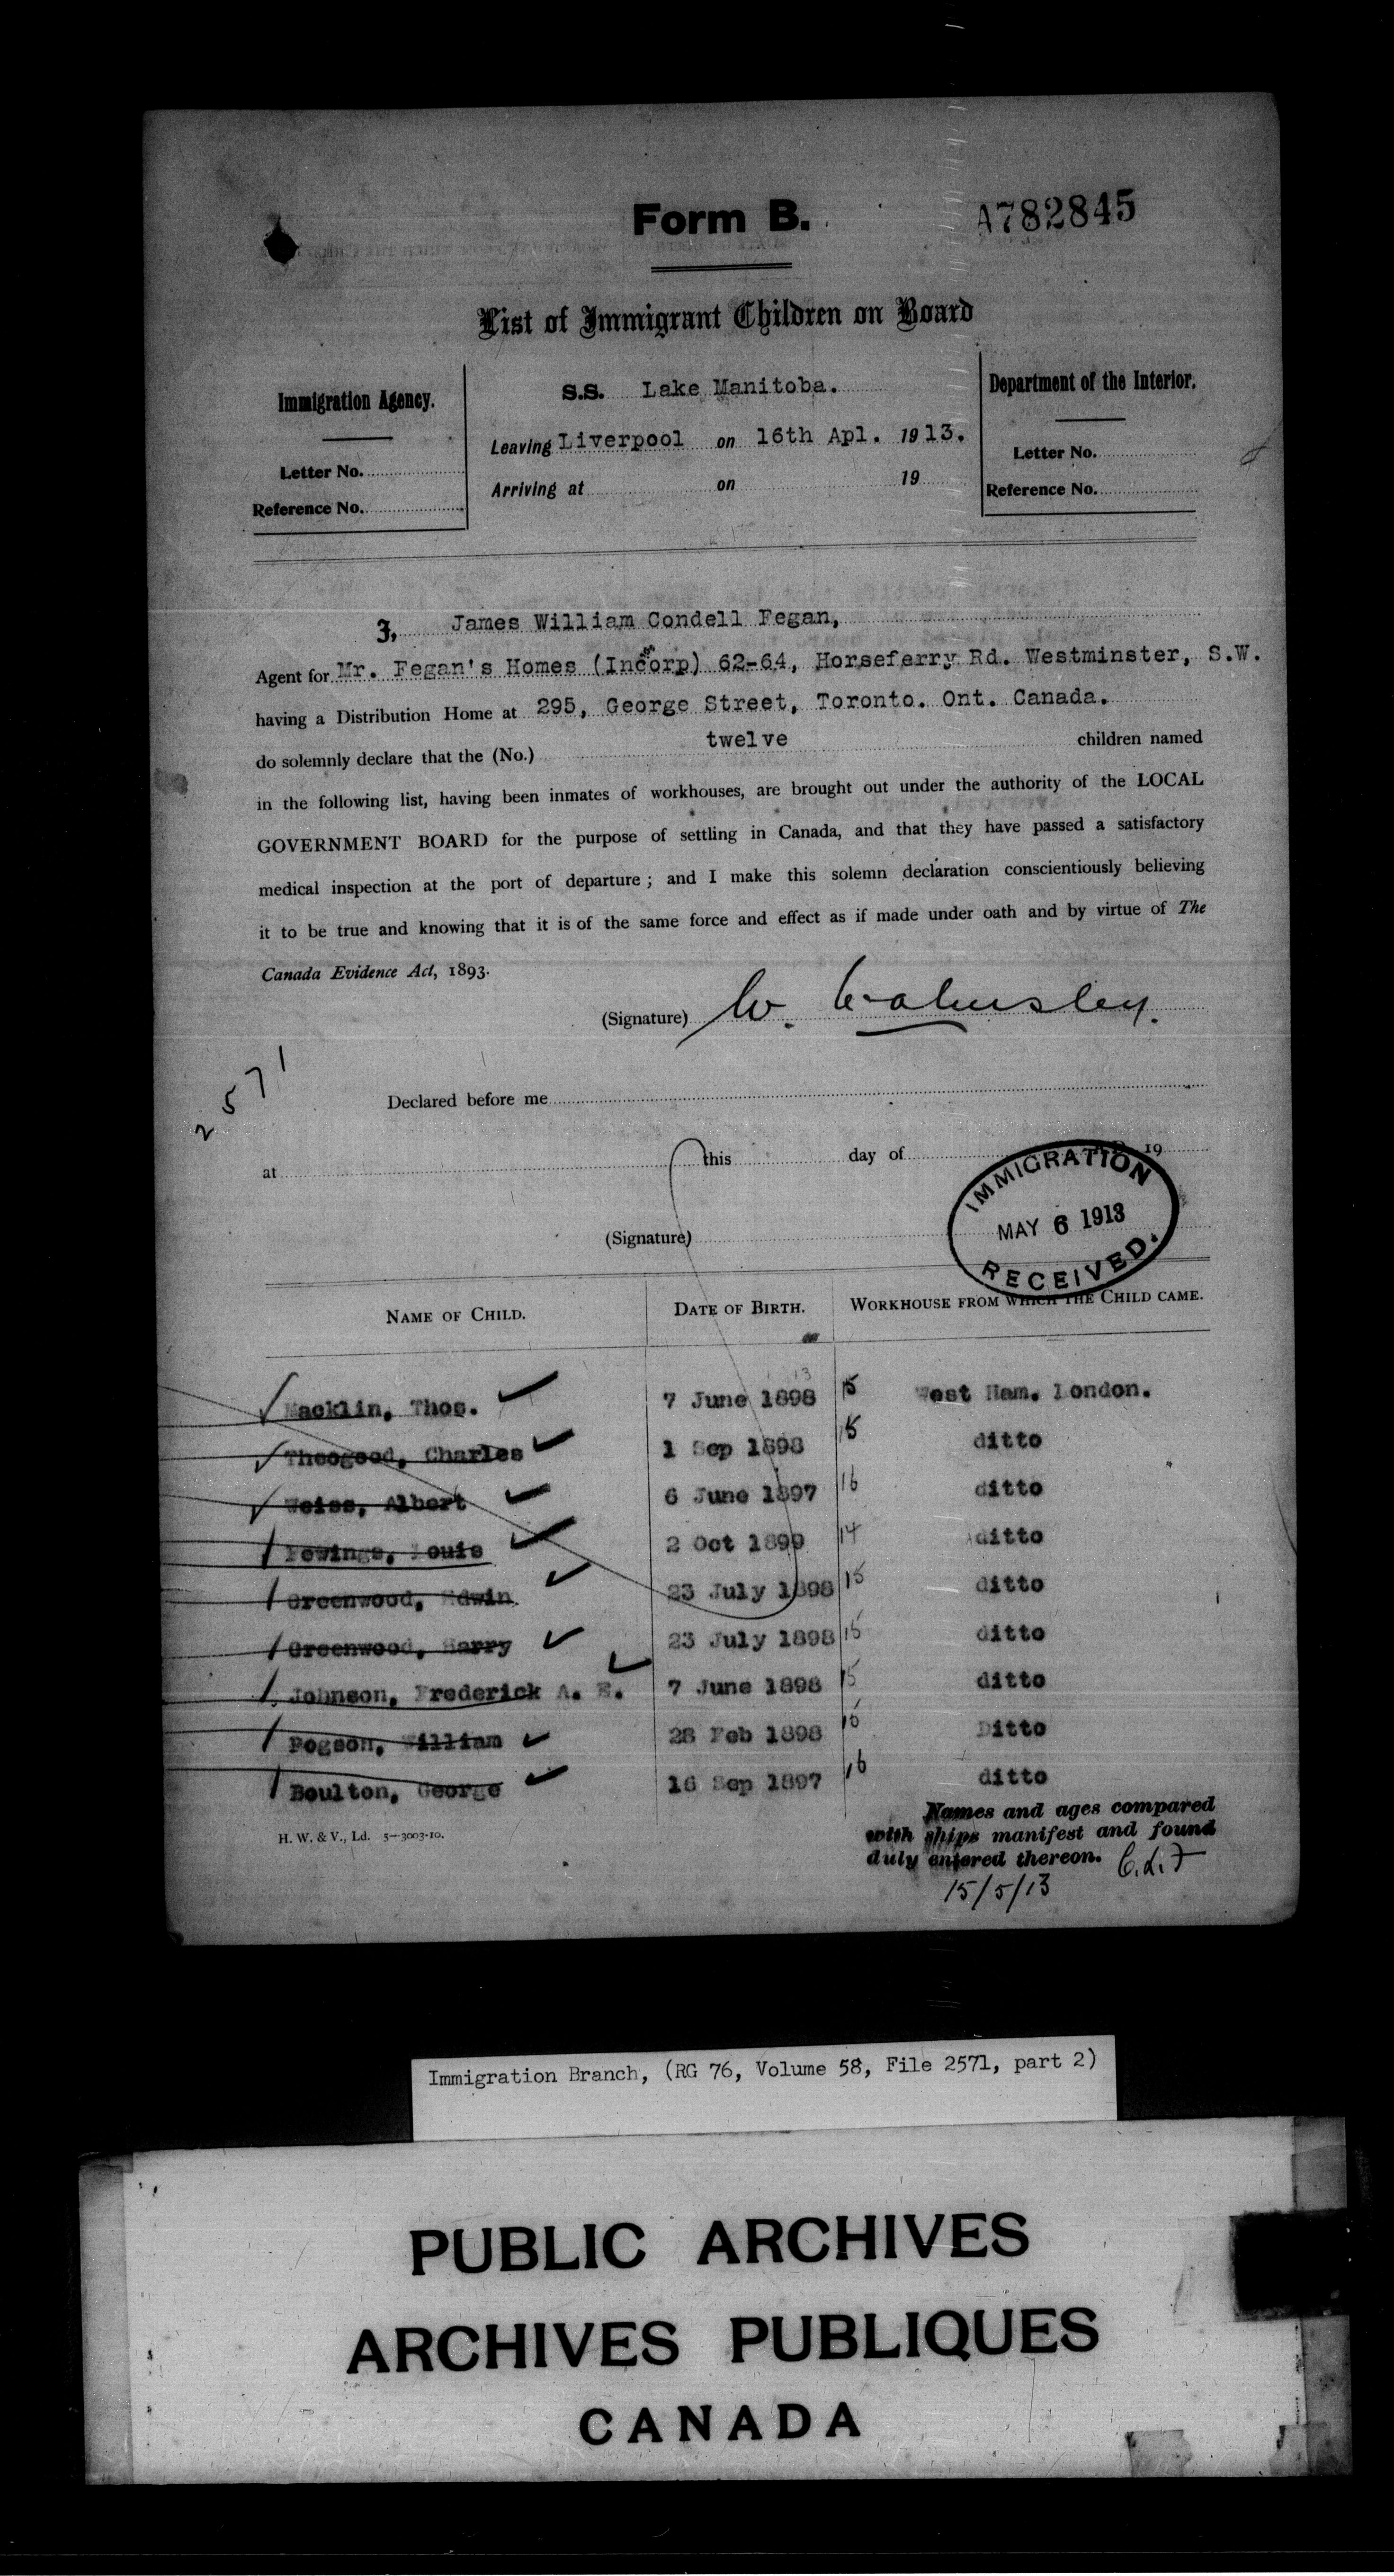 Form B.
A782845
List of Immigrant Children on Board
Immigration Agency.
Letter No.
Reference No.
S.S. Lake Manitoba.
Leaving Liverpool on 16th Apl. 1913.
Arriving at on 19
Department of the Interior.
Letter No.
Reference No.
I, James William Condell Fegan,
Agent for Mr. Fegan's Homes (Incorp) 62-64, Horseferry Rd. Westminster, S.W.
having a Distribution Home at 295, George Street, Toronto. Ont. Canada.
do solemnly declare that the (No.) twelve children named
in the following list, having been inmates of workhouses, are brought out under the authority of the LOCAL
GOVERNMENT BOARD for the purpose of settling in Canada, and that they have passed a satisfactory
medical inspection at the port of departure; and I make this solemn declaration conscientiously believing
it to be true and knowing that it is of the same force and effect as if made under oath and by virtue of The
Canada Evidence Act, 1893.
(Signature) W.
2571
Declared before me
at this day of 19
(Signature)
IMMIGRATION
MAY 6 1913
RECEIVED.
NAME OF CHILD. DATE OF BIRTH. WORKHOUSE FROM WHICH THE CHILD CAME.
13
Macklin, Thos. 7 June 1898 15 West Ham. London.
Theogood, Charles 1 Sep 1898 15 ditto
Weiss, Albert 6 June 1897 16 ditto
Fewings, Louis 2 Oct 1899 14 ditto
Greenwood, Edwin. 23 July 1898 15 ditto
Greenwood, Harry 23 July 1898 15 ditto
Johnson, Frederick A. E. 7 June 1898 15 ditto
Pogson, William 28 Feb 1898 16 Ditto
Boulton, George 16 Sep 1897 16 ditto
H. W. & V., Ld. 5—3003-10.
Names and ages compared
with ships manifest and found
duly entered thereon. C.L.F
15/5/13
Immigration Branch, (RG 76, Volume 58, File 2571, part 2)
PUBLIC ARCHIVES
ARCHIVES PUBLIQUES
CANADA